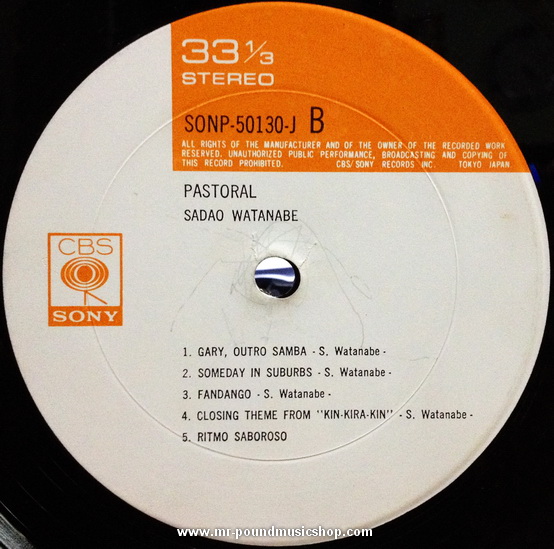 33 1/3
STEREO
SONP-50130-J B
ALL RIGHTS OF THE MANUFACTURER AND OF THE OWNER OF THE RECORDED WORK
RESERVED. UNAUTHORIZED PUBLIC PERFORMANCE, BROADCASTING AND COPYING OF
THIS RECORD PROHIBITED. CBS/SONY RECORDS INC. TOKYO JAPAN
PASTORAL
SADAO WATANABE
CBS
SONY
1. GARY, OUTRO SAMBA - S. Watanabe -
2. SOMEDAY IN SUBURBS - S. Watanabe -
3. FANDANGO - S. Watanabe -
4. CLOSING THEME FROM "KIN-KIRA-KIN" - S. Watanabe -
5. RITMO SABOROSO
www.mr-poundmusicshop.com